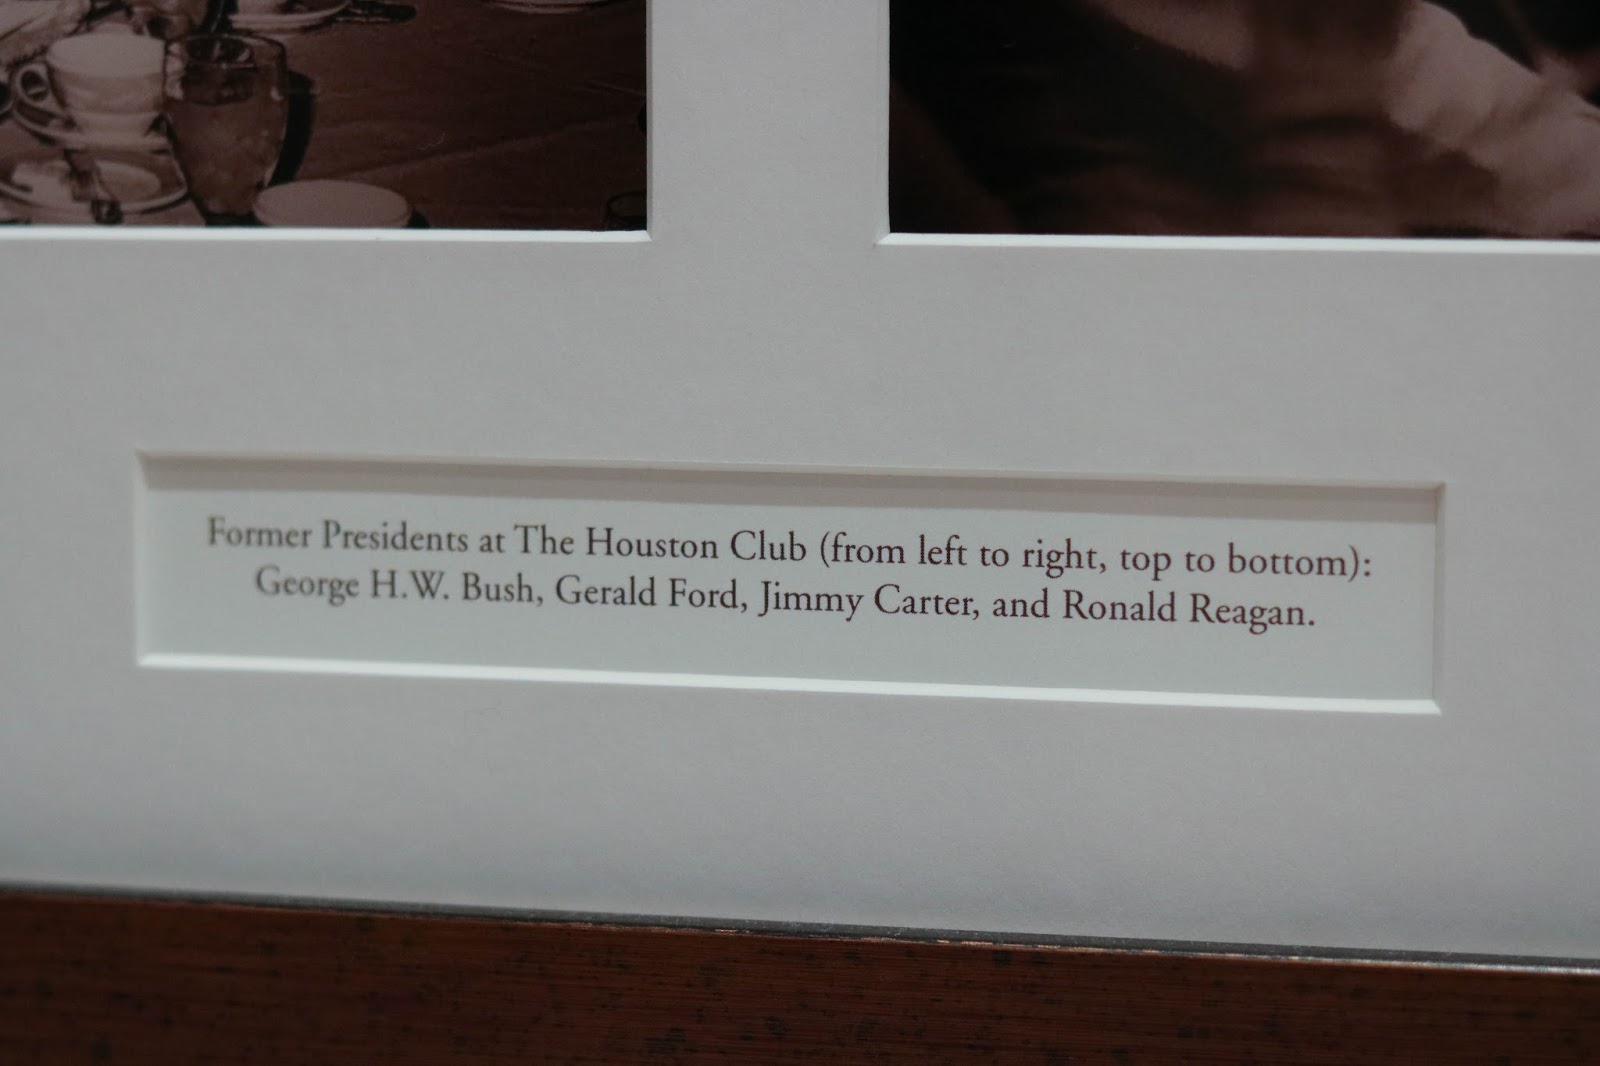 Former Presidents at The Houston Club (from left to right, top to bottom):
George H.W. Bush, Gerald Ford, Jimmy Carter, and Ronald Reagan.